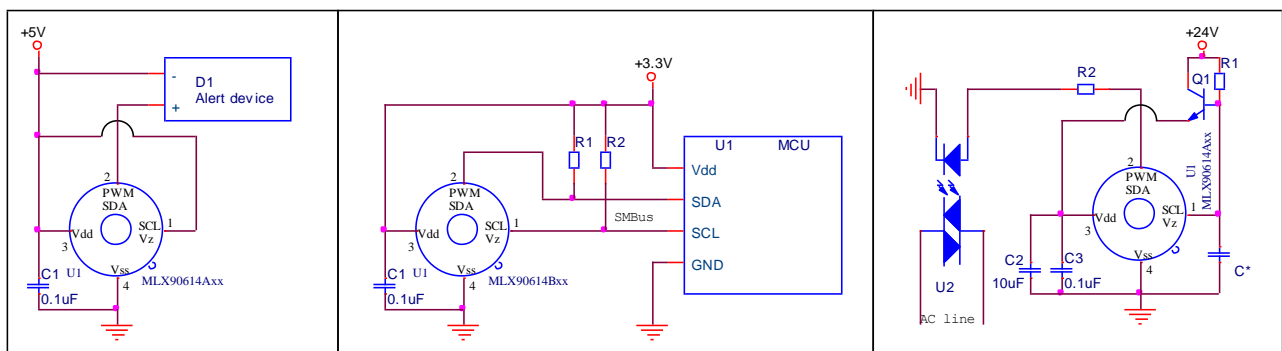 +5V
D1
Alert device
-
+
2
PWM
SDA
SCL
Vz
1
Vdd
3
U1
Vss
4
MLX90614Axx
C1
0.1uF
+3.3V
R1
R2
U1
MCU
Vdd
SDA
SCL
GND
SMBus
2
PWM
SDA
SCL
Vz
1
Vdd
3
U1
Vss
4
MLX90614Bxx
C1
0.1uF
+24V
R1
Q1
R2
U1
MLX90614Axx
2
PWM
SDA
SCL
Vz
1
Vdd
3
Vss
4
C2
10uF
C3
0.1uF
C*
U2
AC line